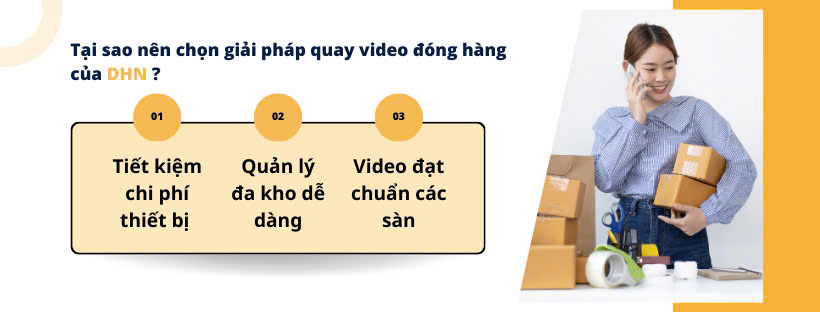 Tại sao nên chọn giải pháp quay video đóng hàng
của DHN ?
01
Tiết kiệm
chi phí
thiết bị
02
Quản lý
đa kho dễ
dàng
03
Video đạt
chuẩn các
sàn